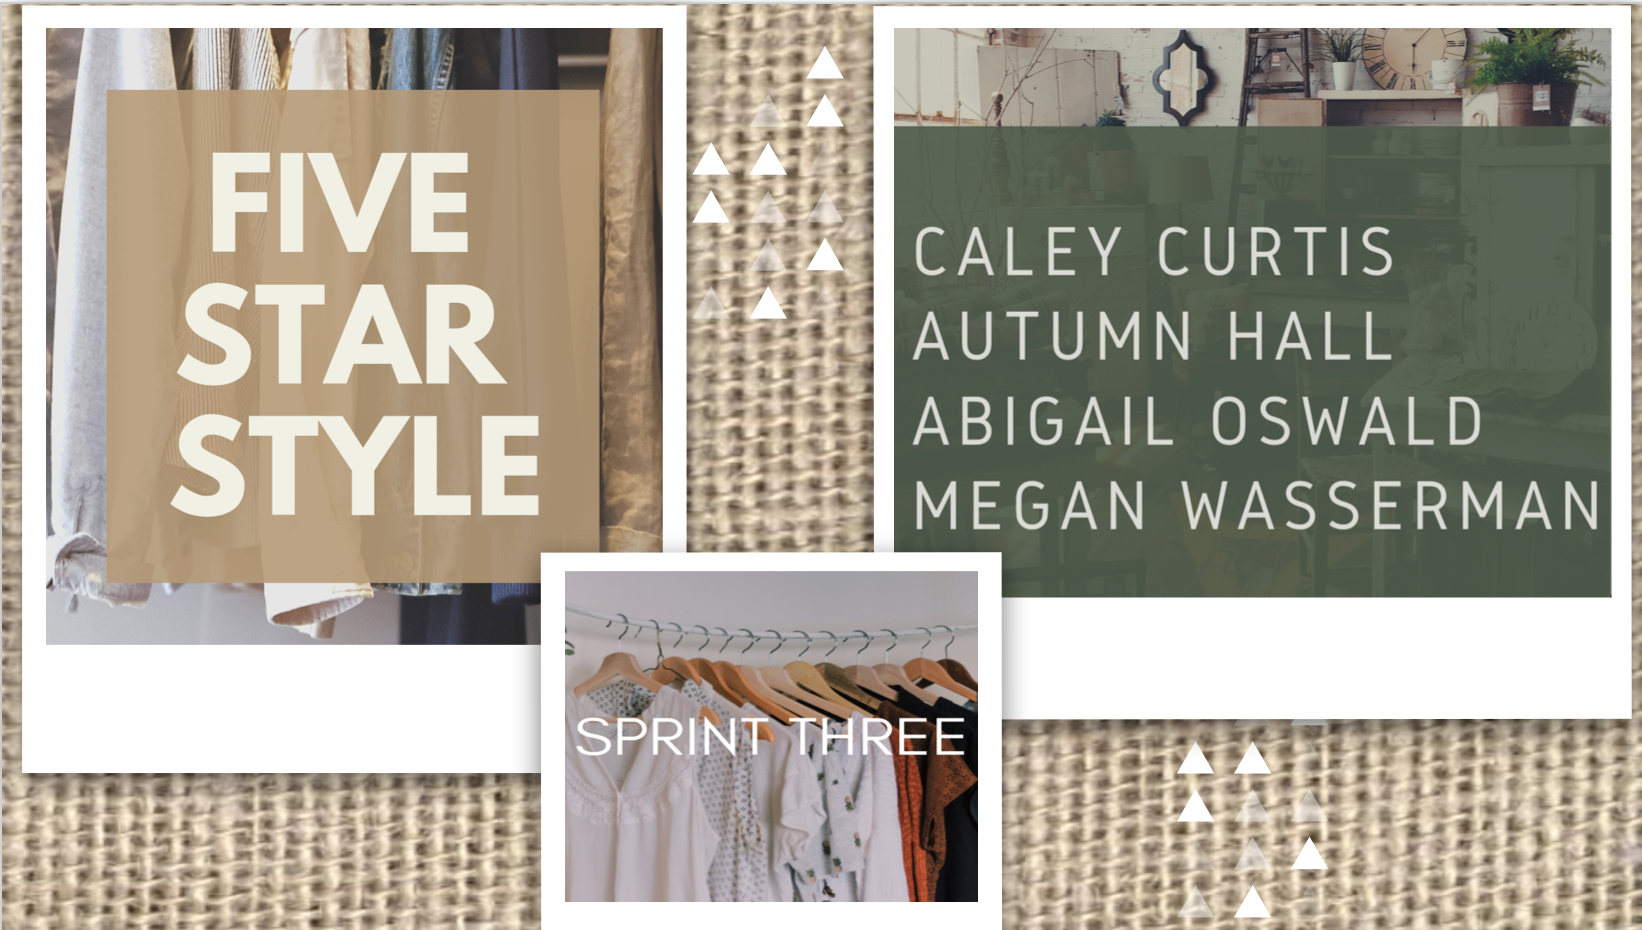 FIVE
STAR
STYLE
CALEY CURTIS
AUTUMN HALL
ABIGAIL OSWALD
MEGAN WASSERMAN
SPRINT THREE